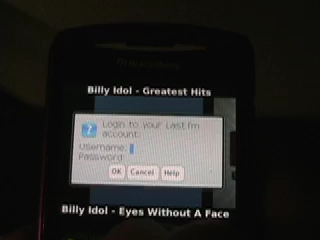 BlackBerry
Billy Idol - Greatest Hits
Login to your Last.fm
account:
Username:
Password:
OK Cancel Help
Billy Idol - Eyes Without A Face